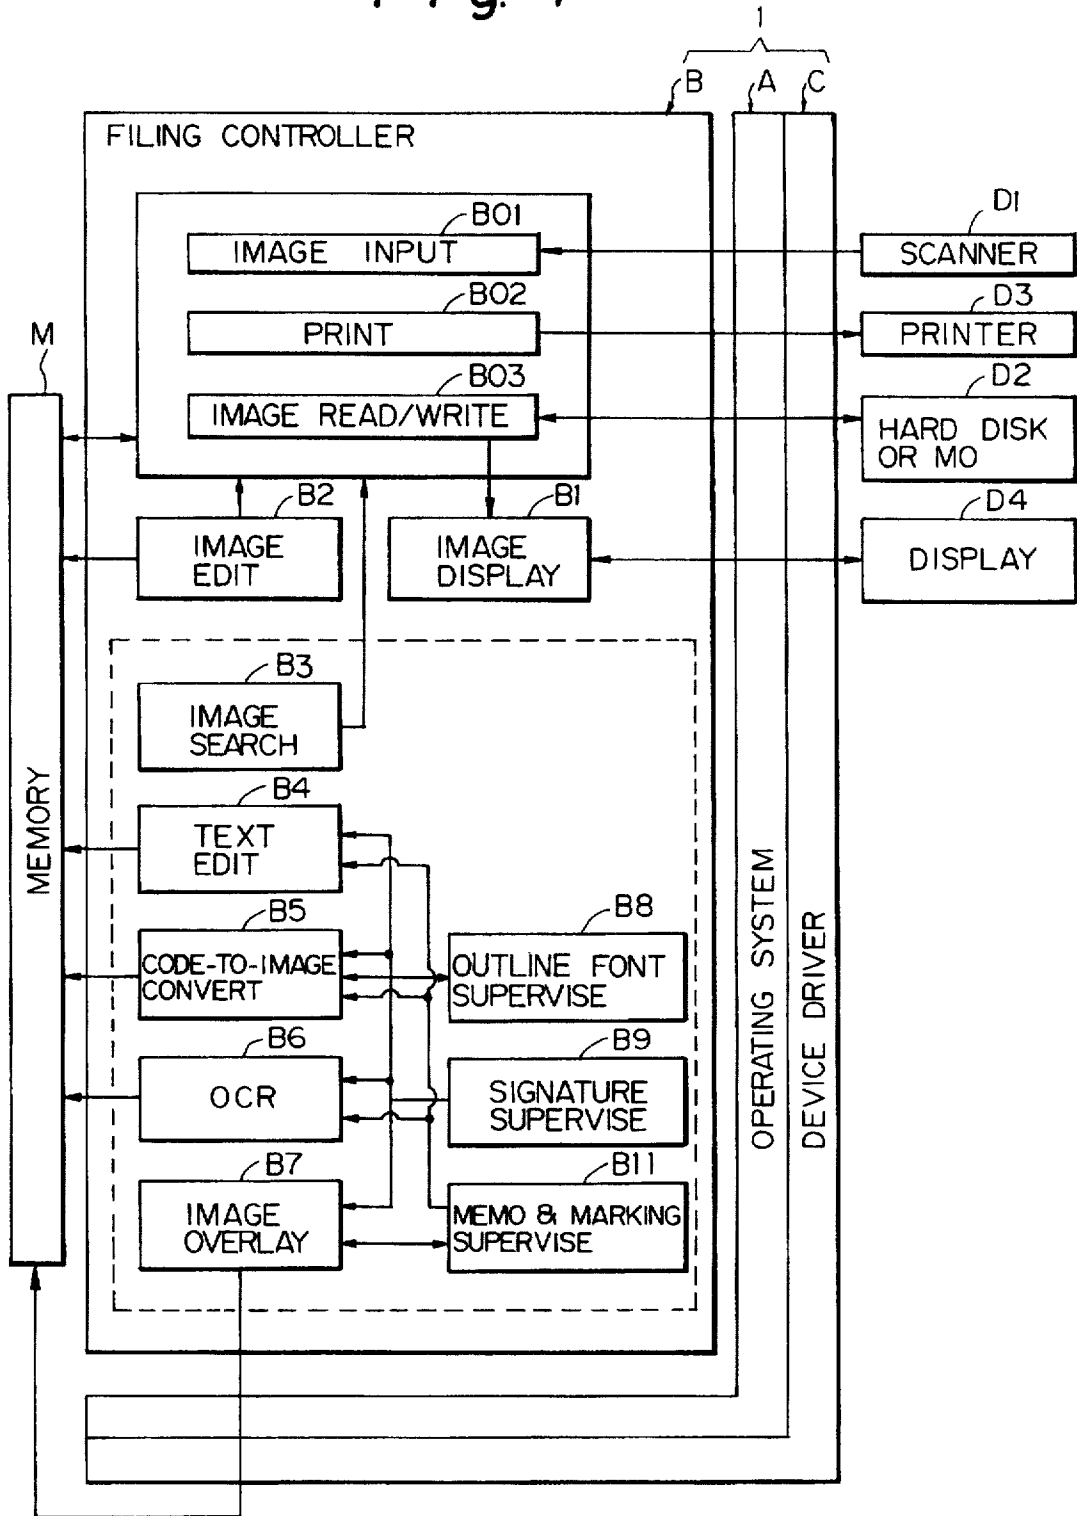 1
B
A
C
FILING CONTROLLER
B01
IMAGE INPUT
D1
SCANNER
B02
PRINT
D3
PRINTER
M
B03
IMAGE READ/WRITE
D2
HARD DISK
OR MO
B2
IMAGE
EDIT
B1
IMAGE
DISPLAY
D4
DISPLAY
B3
IMAGE
SEARCH
MEMORY
B4
TEXT
EDIT
B5
CODE-TO-IMAGE
CONVERT
B8
OUTLINE FONT
SUPERVISE
OPERATING SYSTEM
DEVICE DRIVER
B6
OCR
B9
SIGNATURE
SUPERVISE
B7
IMAGE
OVERLAY
B11
MEMO & MARKING
SUPERVISE